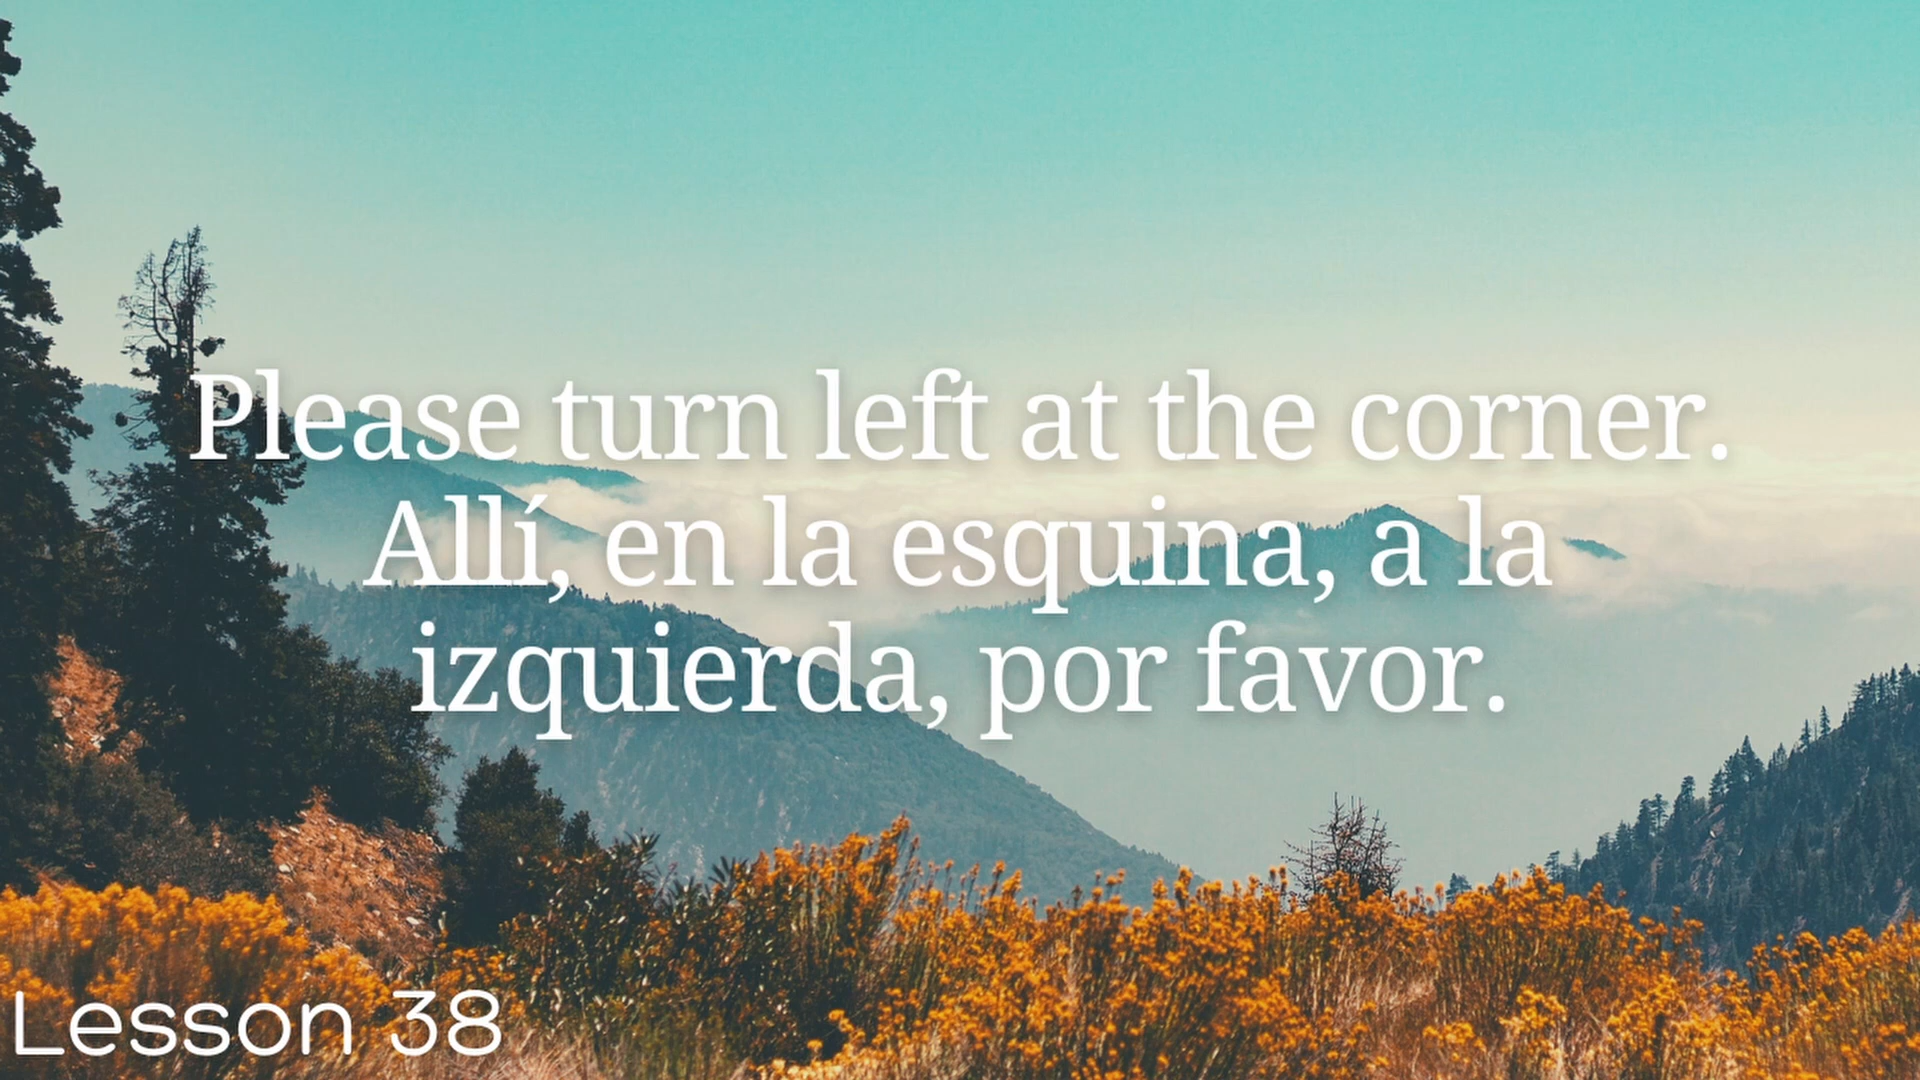 Please turn left at the corner.
Allí, en la esquina, a la
izquierda, por favor.
Lesson 38